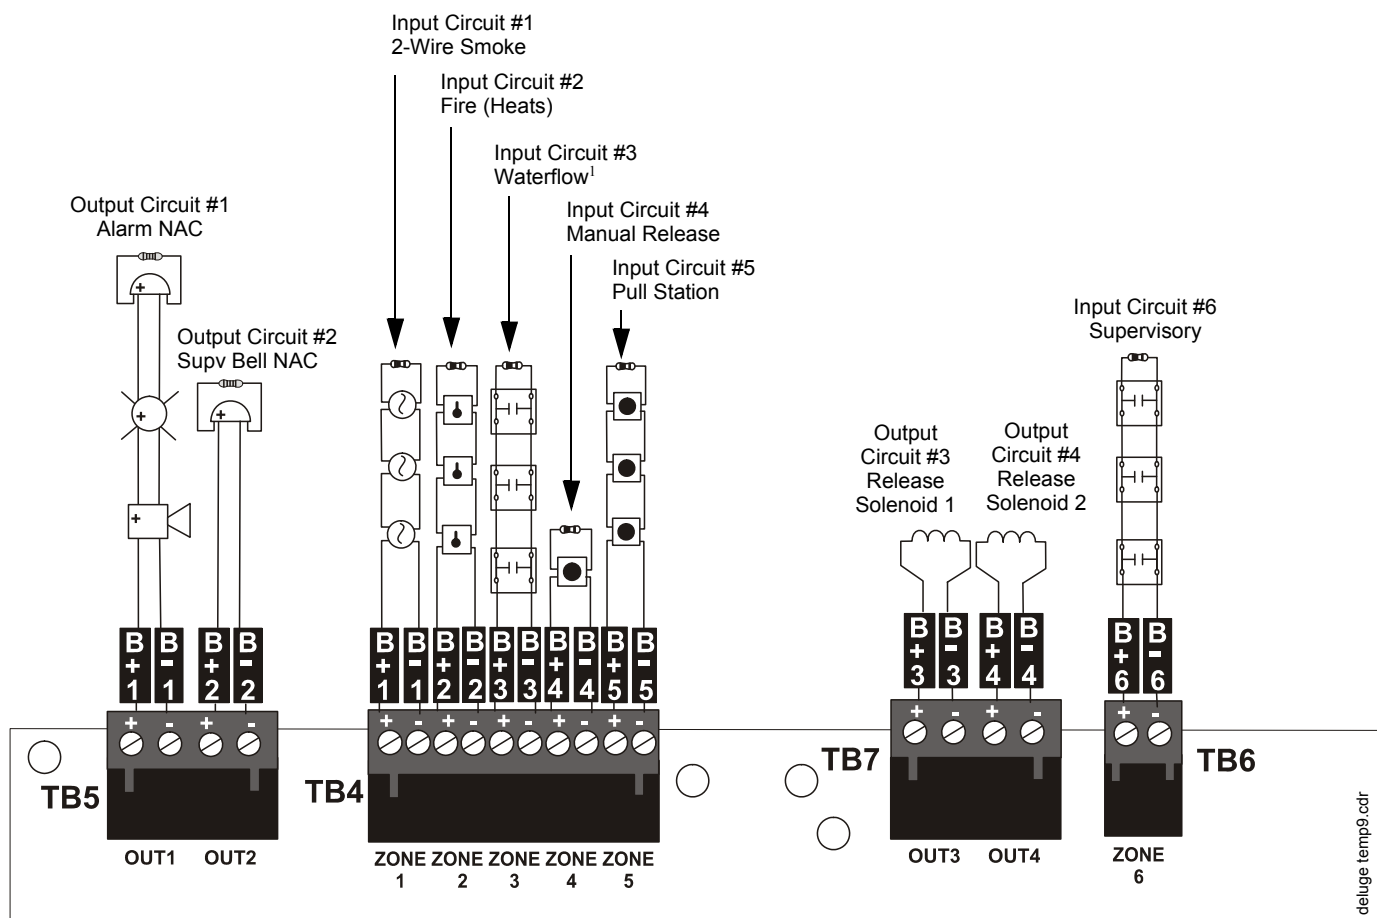 Input Circuit #1
2-Wire Smoke
Input Circuit #2
Fire (Heats)
Input Circuit #3
Waterflow1
Input Circuit #4
Manual Release
Input Circuit #5
Pull Station
Output Circuit #1
Alarm NAC
Output Circuit #2
Supv Bell NAC
Input Circuit #6
Supervisory
Output
Circuit #3
Release
Solenoid 1
Output
Circuit #4
Release
Solenoid 2
+
+
+
+
B+1
B-1
B+2
B-2
B+1
B-1
B+2
B-2
B+3
B-3
B+4
B-4
B+5
B-5
B+3
B-3
B+4
B-4
B+6
B-6
+ - + -
+ - + - + - + - + -
+ - + -
+ -
TB5
TB4
TB7
TB6
OUT1
OUT2
ZONE 1
ZONE 2
ZONE 3
ZONE 4
ZONE 5
OUT3
OUT4
ZONE 6
deluge temp9.cdr